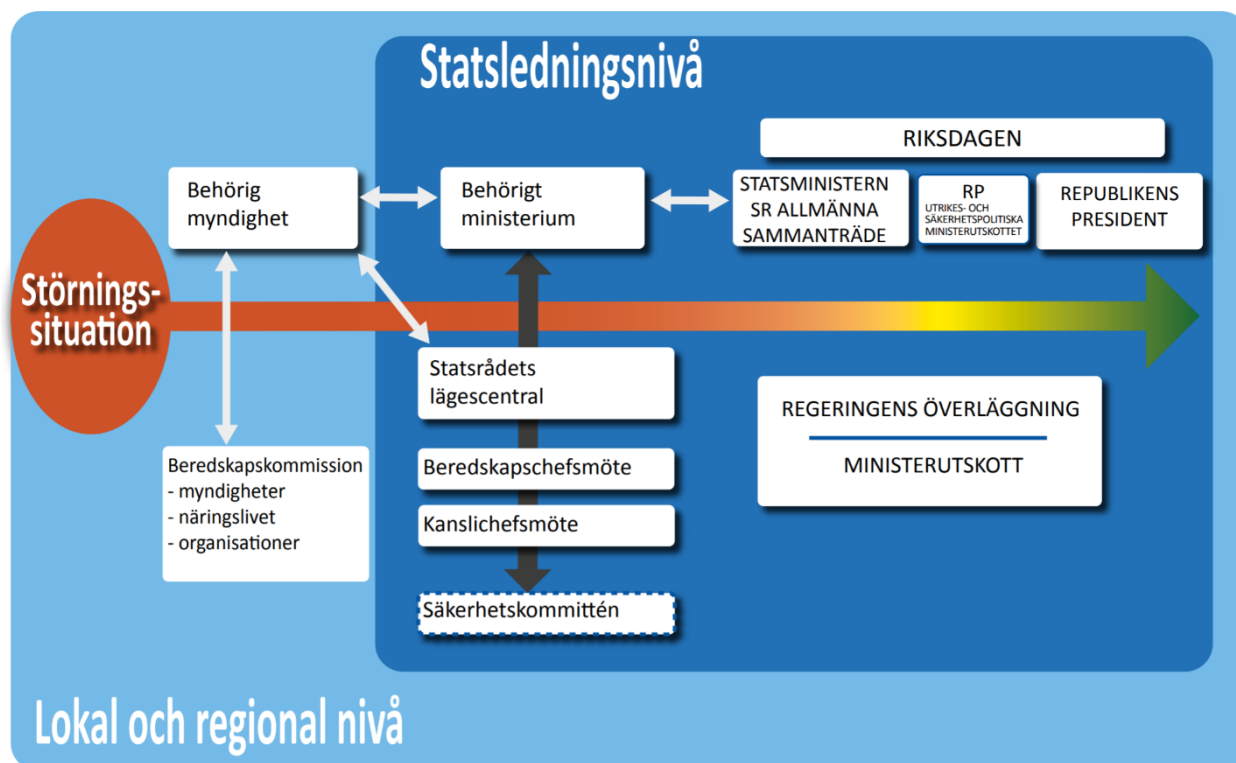 Statsledningsnivå
RIKSDAGEN
Behörig
myndighet
Behörigt
ministerium
STATSMINISTERN
SR ALLMÄNNA
SAMMANTRÄDE
RP
UTRIKES- OCH
SÄKERHETSPOLITISKA
MINISTERUTSKOTTET
REPUBLIKENS
PRESIDENT
Störnings-
situation
Statsrådets
lägescentral
REGERINGENS ÖVERLÄGGNING
MINISTERUTSKOTT
Beredskapskommission
- myndigheter
- näringslivet
- organisationer
Beredskapschefsmöte
Kanslichefsmöte
Säkerhetskommittén
Lokal och regional nivå